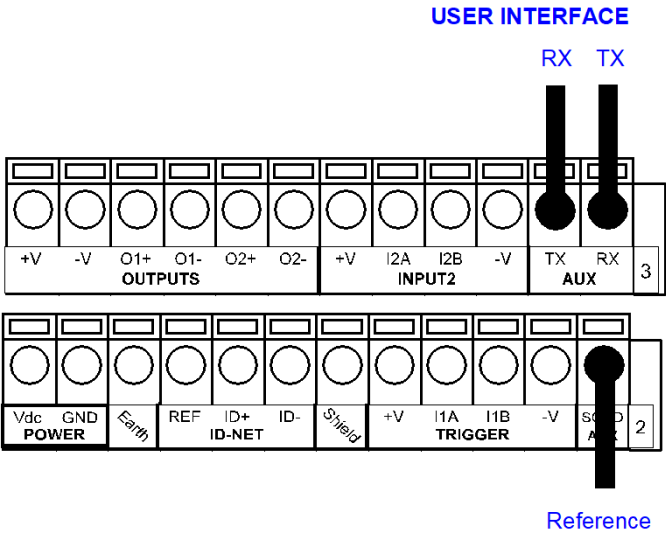 USER INTERFACE
RX TX
+V -V O1+ O1- O2+ O2- +V I2A I2B -V TX RX
OUTPUTS INPUT2 AUX 3
Vdc GND Earth REF ID+ ID- Shield +V I1A I1B -V
POWER ID-NET TRIGGER 2
Reference